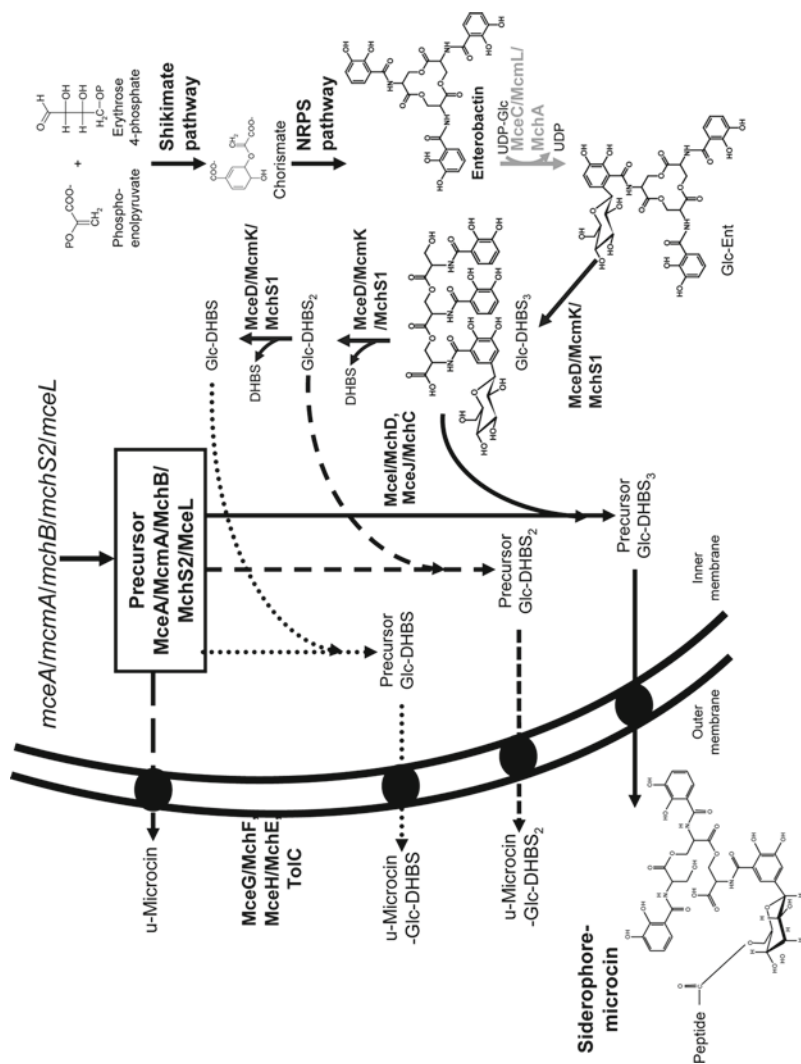 mceA/mcmA/mchB/mchS2/mceL
Precursor
MceA/McmA/MchB/
MchS2/MceL
u-Microcin
MceG/MchF,
MceH/MchE,
TolC
u-Microcin
-Glc-DHBS
u-Microcin
-Glc-DHBS2
Precursor
Glc-DHBS
Precursor
Glc-DHBS2
Precursor
Glc-DHBS3
MceI/MchD,
MceJ/MchC
Outer
membrane
Inner
membrane
Siderophore-
microcin
Peptide
Glc-DHBS
MceD/McmK/
MchS1
DHBS
Glc-DHBS2
MceD/McmK
/MchS1
DHBS
Glc-DHBS3
MceD/McmK/
MchS1
Phospho-
enolpyruvate
+
Erythrose
4-phosphate
Shikimate
pathway
Chorismate
NRPS
pathway
Enterobactin
UDP-Glc
MceC/McmL/
MchA
UDP
Glc-Ent